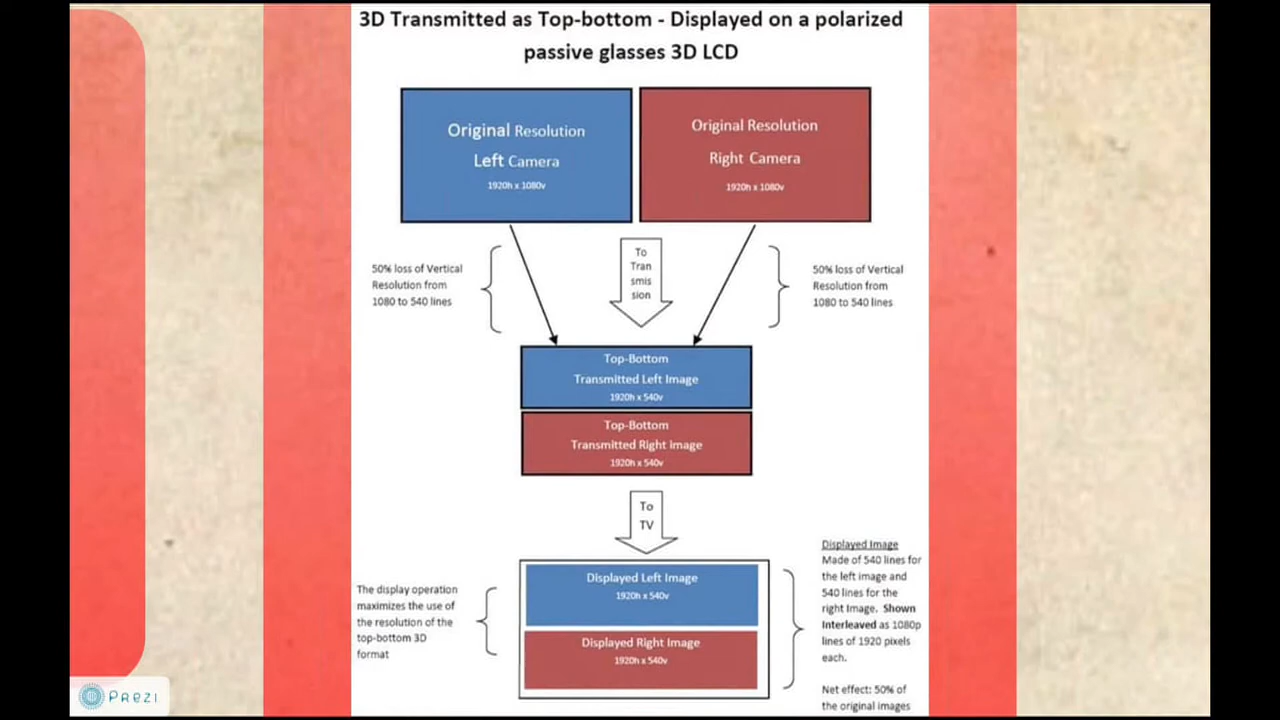 3D Transmitted as Top-bottom - Displayed on a polarized
passive glasses 3D LCD
Original Resolution
Left Camera
1920h x 1080v
Original Resolution
Right Camera
1920h x 1080v
50% loss of Vertical
Resolution from
1080 to 540 lines
To
Tran
smis
sion
50% loss of Vertical
Resolution from
1080 to 540 lines
Top-Bottom
Transmitted Left Image
1920h x 540v
Top-Bottom
Transmitted Right Image
1920h x 540v
To
TV
The display operation
maximizes the use of
the resolution of the
top-bottom 3D
format
Displayed Left Image
1920h x 540v
Displayed Right Image
1920h x 540v
Displayed Image
Made of 540 lines for
the left image and
540 lines for the
right Image. Shown
Interleaved as 1080p
lines of 1920 pixels
each.
Net effect: 50% of
the original images
PREZI